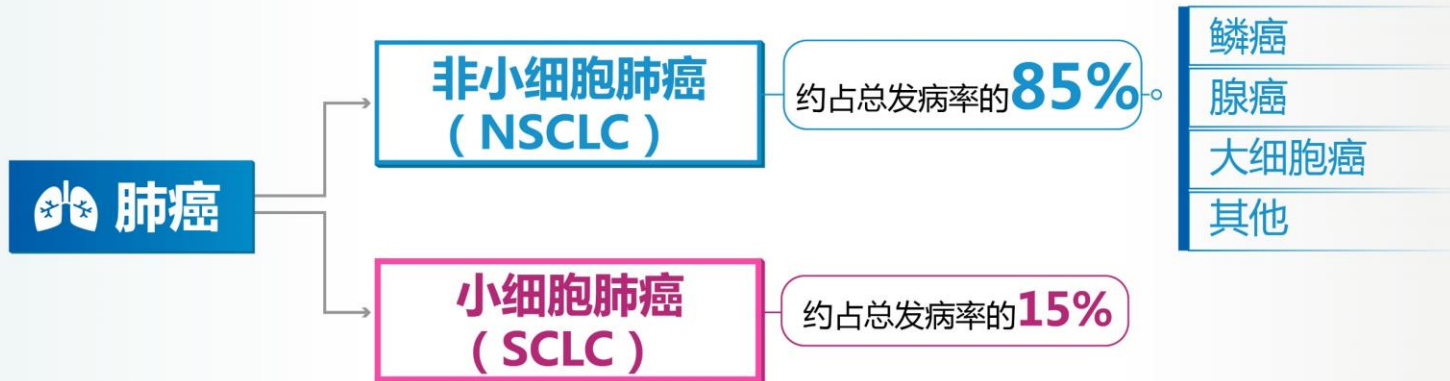 肺癌
非小细胞肺癌
（NSCLC）
约占总发病率的85%
鳞癌
腺癌
大细胞癌
其他
小细胞肺癌
（SCLC）
约占总发病率的15%